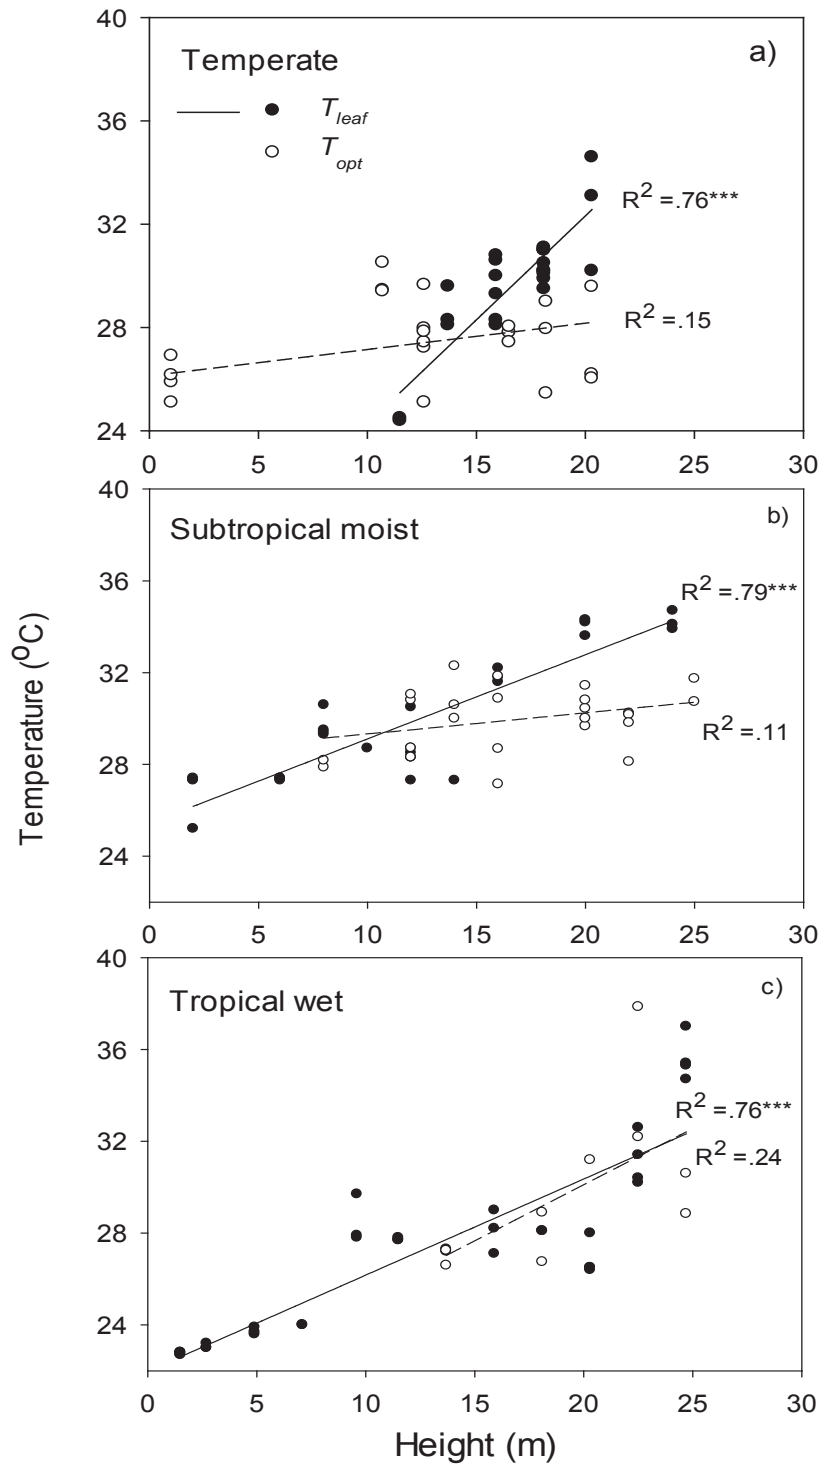 40
Temperate
a)
T_leaf
36
T_opt
R² =.76***
32
R² =.15
28
24
0 5 10 15 20 25 30
40
Subtropical moist
b)
36
R² =.79***
32
R² =.11
28
24
0 5 10 15 20 25 30
Temperature (°C)
40
Tropical wet
c)
36
R² =.76***
32
R² =.24
28
24
0 5 10 15 20 25 30
Height (m)